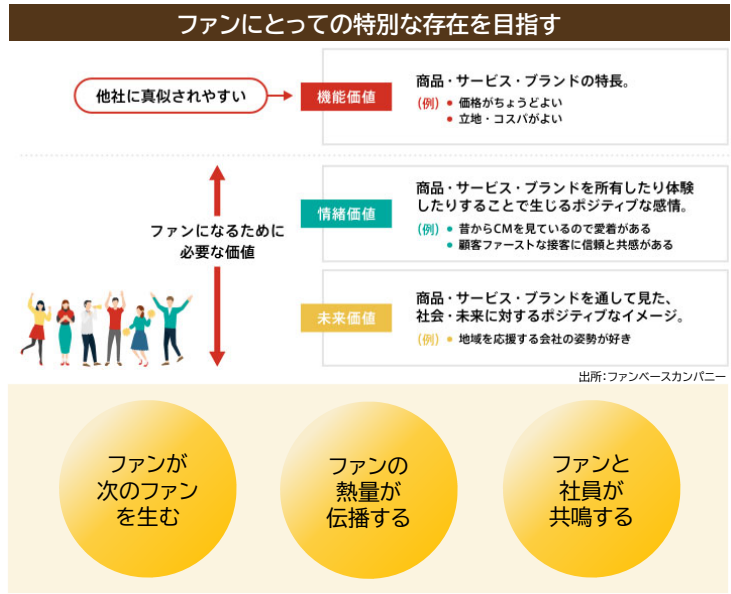 ファンにとっての特別な存在を目指す
他社に真似されやすい
機能価値
商品・サービス・ブランドの特長。
(例) ● 価格がちょうどよい
● 立地・コスパがよい
ファンになるために
必要な価値
情緒価値
商品・サービス・ブランドを所有したり体験
したりすることで生じるポジティブな感情。
(例) ● 昔からCMを見ているので愛着がある
● 顧客ファーストな接客に信頼と共感がある
未来価値
商品・サービス・ブランドを通して見た、
社会・未来に対するポジティブなイメージ。
(例) ● 地域を応援する会社の姿勢が好き
出所:ファンベースカンパニー
ファンが
次のファン
を生む
ファンの
熱量が
伝播する
ファンと
社員が
共鳴する